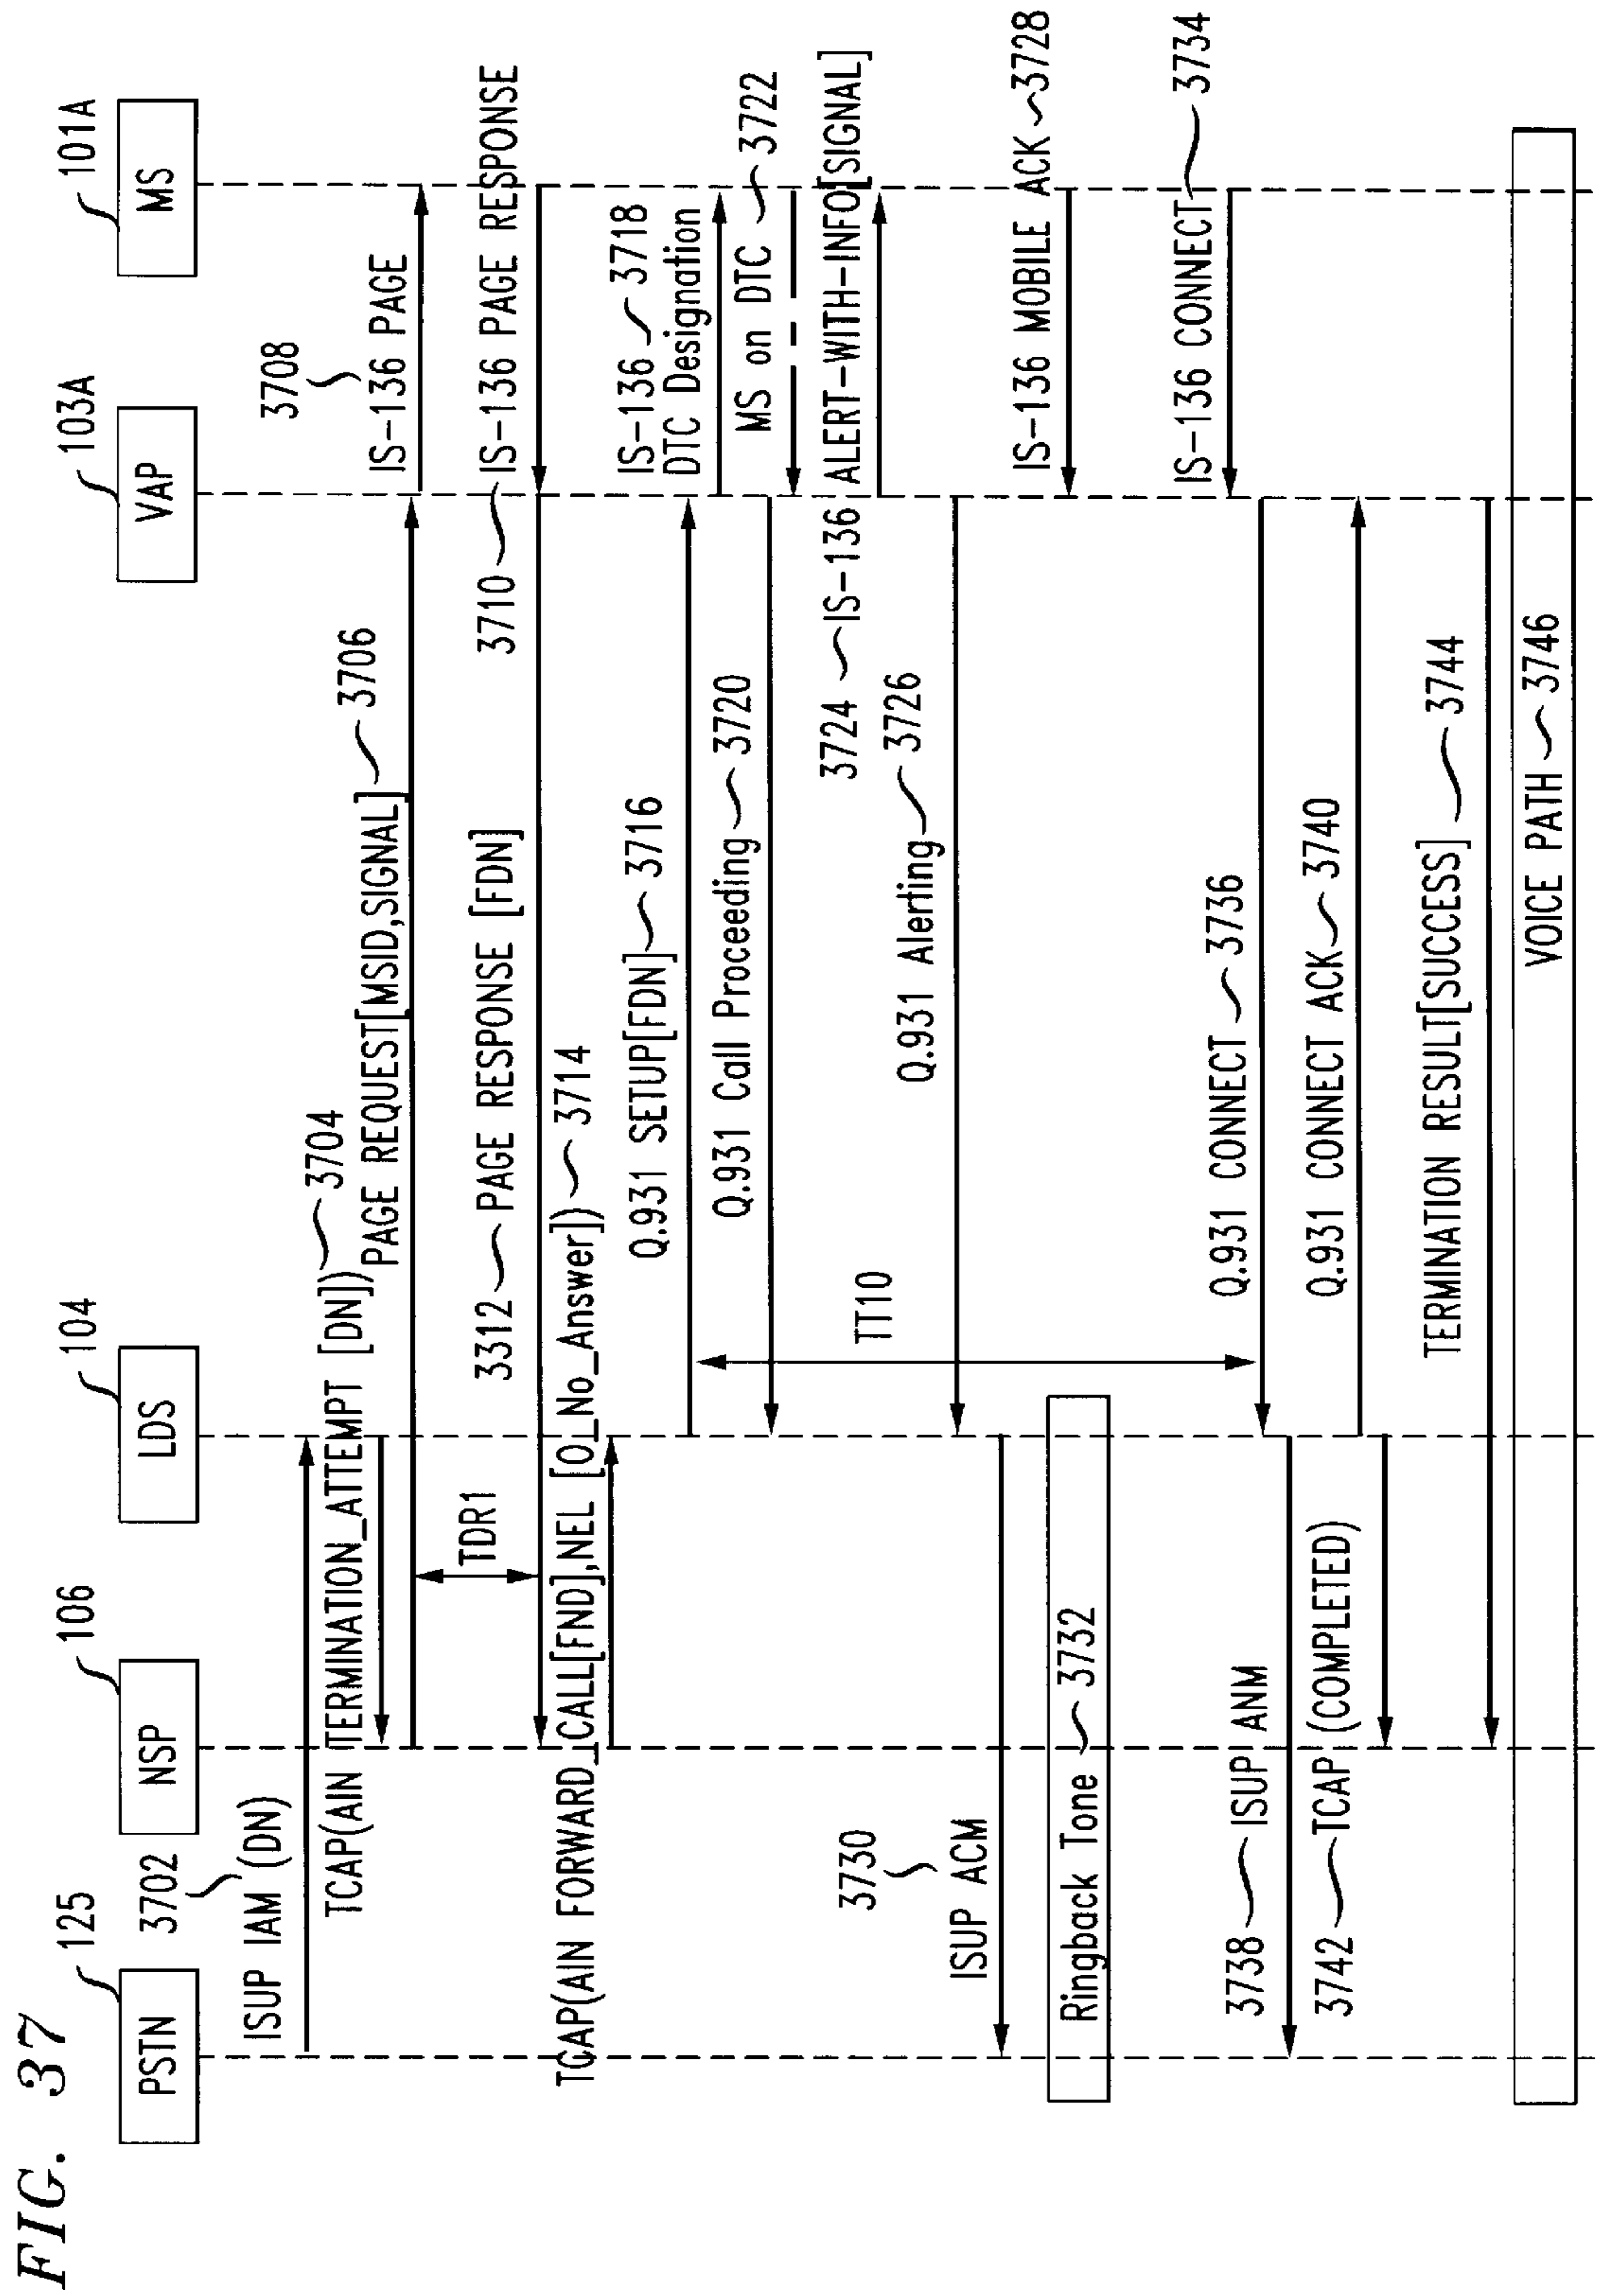 FIG. 37
125
PSTN
106
NSP
104
LDS
103A
VAP
101A
MS
3702
ISUP IAM (DN)
TCAP(AIN TERMINATION_ATTEMPT [DN])
3704
PAGE REQUEST[MSID,SIGNAL]
3706
3708
IS-136 PAGE
TDR1
3312
PAGE RESPONSE [FDN]
3710
IS-136 PAGE RESPONSE
TCAP(AIN FORWARD_CALL[FND],NEL [O_No_Answer])
3714
Q.931 SETUP[FDN]
3716
IS-136
3718
DTC Designation
Q.931 Call Proceeding
3720
MS on DTC
3722
3724
IS-136 ALERT-WITH-INFO[SIGNAL]
TT10
Q.931 Alerting
3726
3730
ISUP ACM
IS-136 MOBILE ACK
3728
Ringback Tone
3732
IS-136 CONNECT
3734
Q.931 CONNECT
3736
3738
ISUP ANM
Q.931 CONNECT ACK
3740
3742
TCAP (COMPLETED)
TERMINATION RESULT[SUCCESS]
3744
VOICE PATH
3746